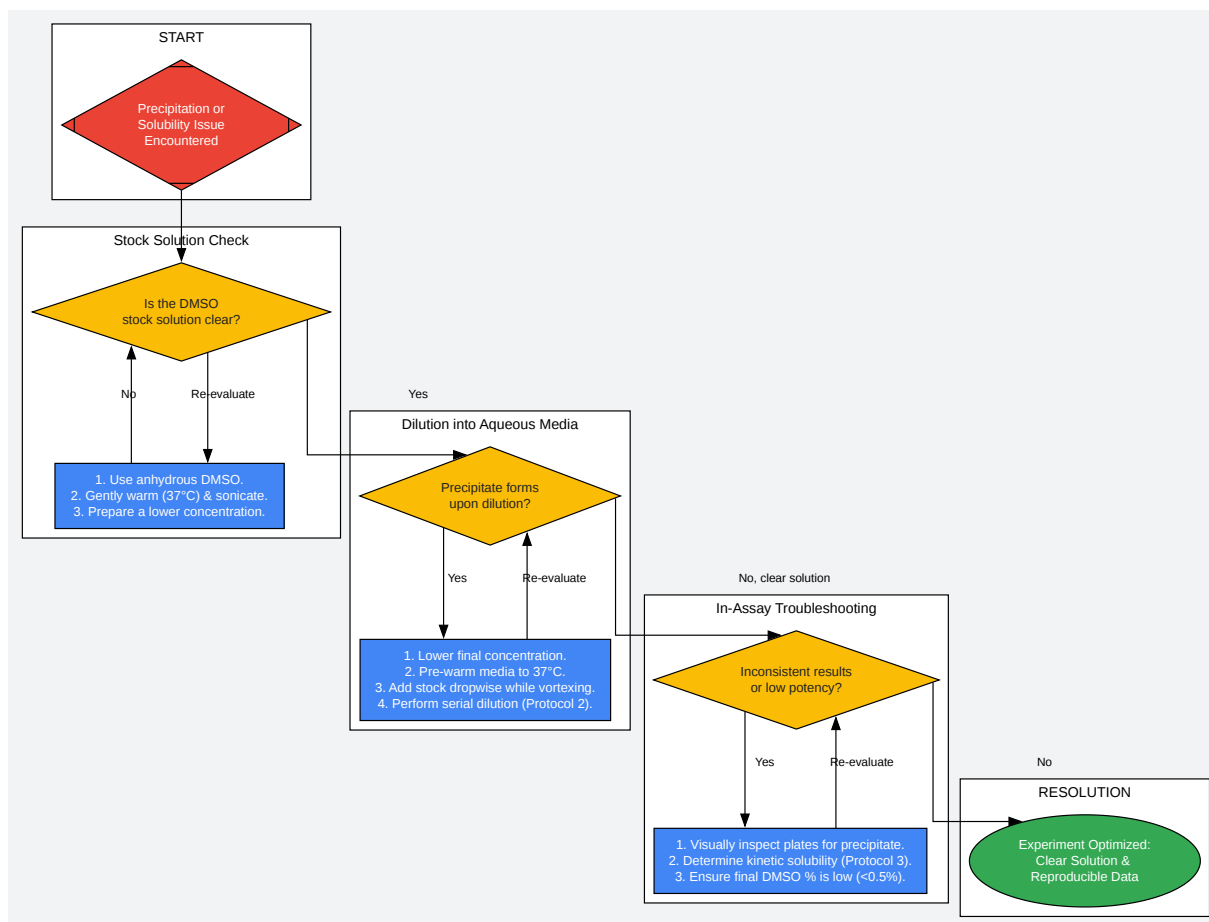 START
Precipitation or
Solubility Issue
Encountered
Stock Solution Check
Is the DMSO
stock solution clear?
No
Re-evaluate
Yes
1. Use anhydrous DMSO.
2. Gently warm (37°C) & sonicate.
3. Prepare a lower concentration.
Dilution into Aqueous Media
Precipitate forms
upon dilution?
Yes
Re-evaluate
No, clear solution
1. Lower final concentration.
2. Pre-warm media to 37°C.
3. Add stock dropwise while vortexing.
4. Perform serial dilution (Protocol 2).
In-Assay Troubleshooting
Inconsistent results
or low potency?
Yes
Re-evaluate
No
1. Visually inspect plates for precipitate.
2. Determine kinetic solubility (Protocol 3).
3. Ensure final DMSO % is low (<0.5%).
RESOLUTION
Experiment Optimized:
Clear Solution &
Reproducible Data